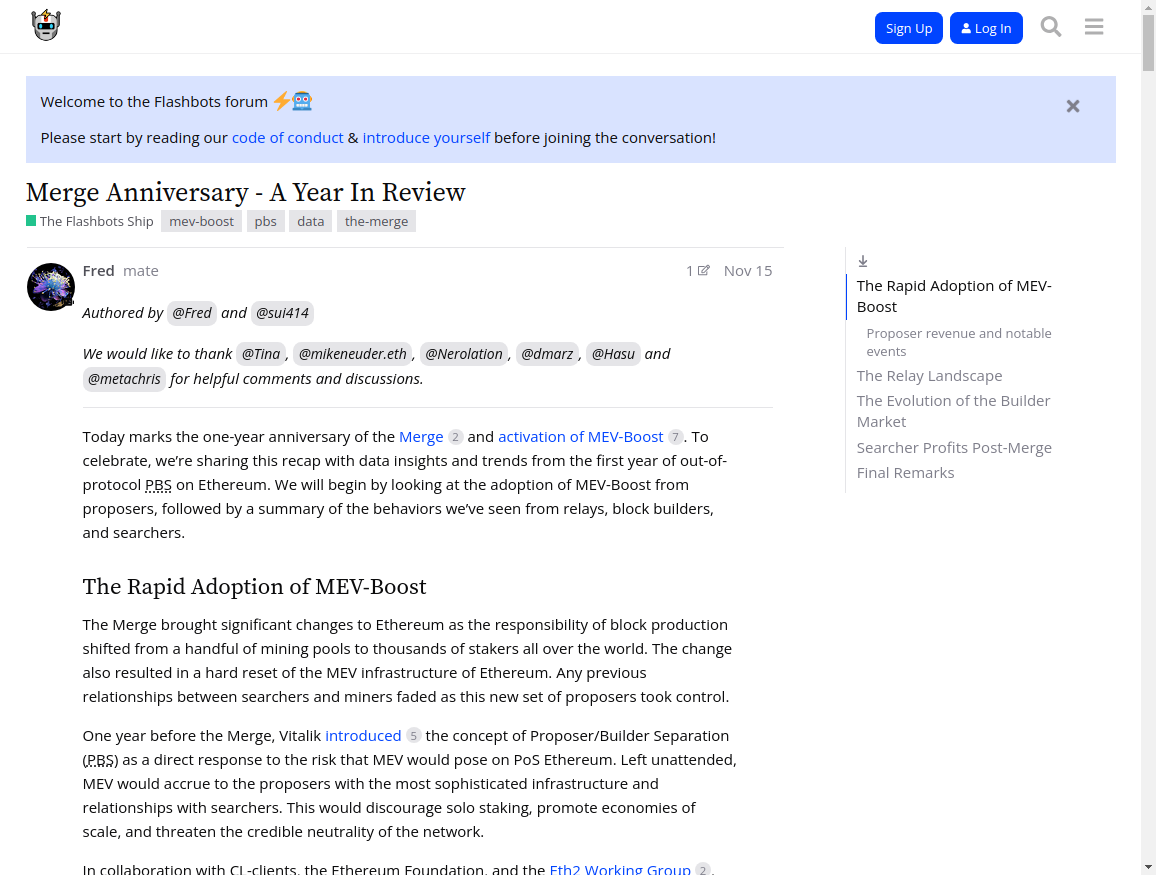 Sign Up
Log In
Welcome to the Flashbots forum
Please start by reading our code of conduct & introduce yourself before joining the conversation!
Merge Anniversary - A Year In Review
The Flashbots Ship mev-boost pbs data the-merge
Fred mate 1 Nov 15
Authored by @Fred and @sui414
We would like to thank @Tina, @mikeneuder.eth, @Nerolation, @dmarz, @Hasu and
@metachris for helpful comments and discussions.
Today marks the one-year anniversary of the Merge 2 and activation of MEV-Boost 7. To
celebrate, we’re sharing this recap with data insights and trends from the first year of out-of-
protocol PBS on Ethereum. We will begin by looking at the adoption of MEV-Boost from
proposers, followed by a summary of the behaviors we’ve seen from relays, block builders,
and searchers.
The Rapid Adoption of MEV-Boost
The Merge brought significant changes to Ethereum as the responsibility of block production
shifted from a handful of mining pools to thousands of stakers all over the world. The change
also resulted in a hard reset of the MEV infrastructure of Ethereum. Any previous
relationships between searchers and miners faded as this new set of proposers took control.
One year before the Merge, Vitalik introduced 5 the concept of Proposer/Builder Separation
(PBS) as a direct response to the risk that MEV would pose on PoS Ethereum. Left unattended,
MEV would accrue to the proposers with the most sophisticated infrastructure and
relationships with searchers. This would discourage solo staking, promote economies of
scale, and threaten the credible neutrality of the network.
In collaboration with CL-clients, the Ethereum Foundation, and the Eth2 Working Group 2,
The Rapid Adoption of MEV-
Boost
Proposer revenue and notable
events
The Relay Landscape
The Evolution of the Builder
Market
Searcher Profits Post-Merge
Final Remarks